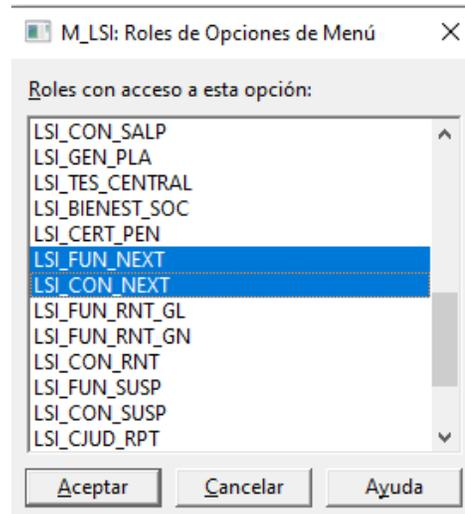 M_LSI: Roles de Opciones de Menú
Roles con acceso a esta opción:
LSI_CON_SALP
LSI_GEN_PLA
LSI_TES_CENTRAL
LSI_BIENEST_SOC
LSI_CERT_PEN
LSI_FUN_NEXT
LSI_CON_NEXT
LSI_FUN_RNT_GL
LSI_FUN_RNT_GN
LSI_CON_RNT
LSI_FUN_SUSP
LSI_CON_SUSP
LSI_CJUD_RPT
Aceptar Cancelar Ayuda